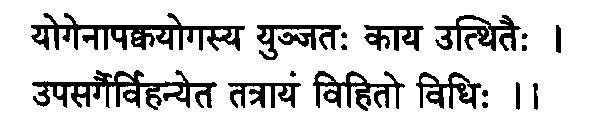 योगेनापक्वयोगस्य युञ्जतः काय उत्थितैः ।
उपसर्गैर्विहन्येत तत्रायं विहितो विधिः ।।